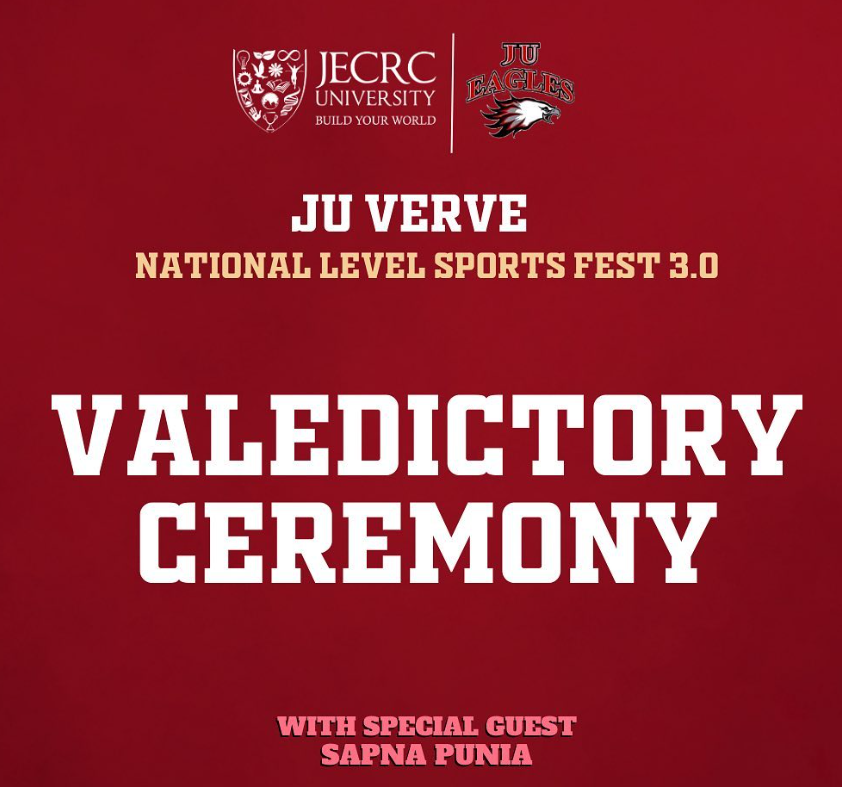 JECRC
UNIVERSITY
BUILD YOUR WORLD
JU
EAGLES
JU VERVE
NATIONAL LEVEL SPORTS FEST 3.0
VALEDICTORY
CEREMONY
WITH SPECIAL GUEST
SAPNA PUNIA